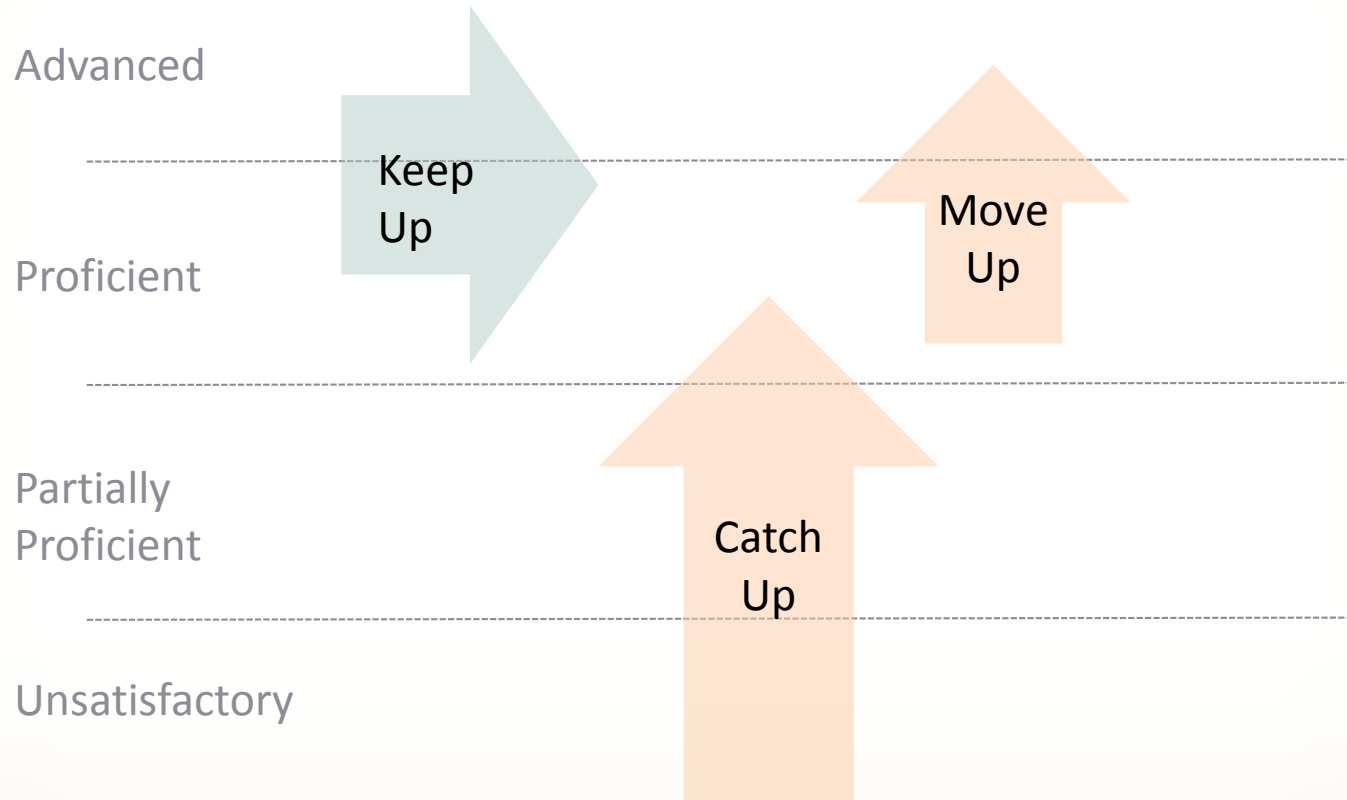 Advanced
Keep
Up
Move
Up
Proficient
Partially
Proficient
Catch
Up
Unsatisfactory